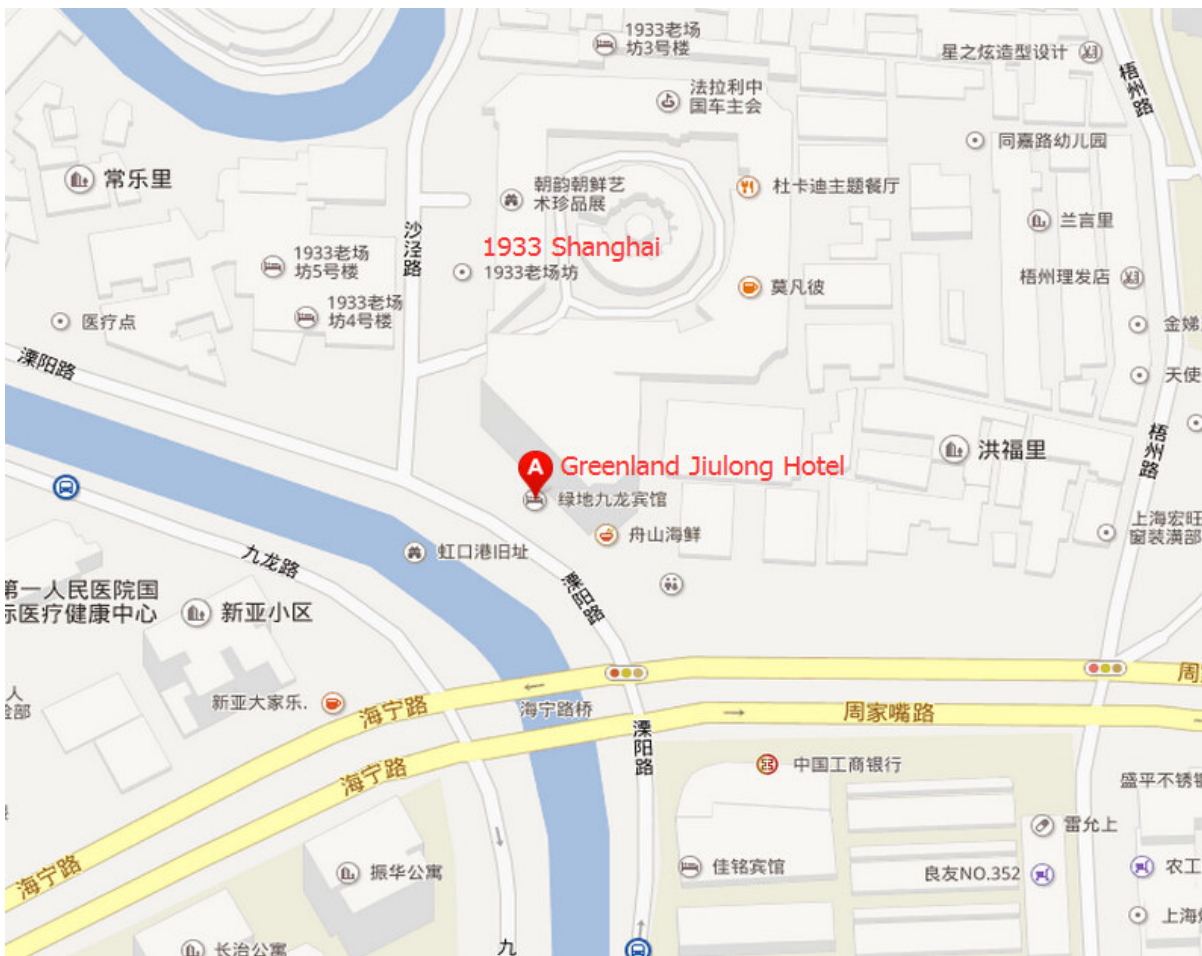 1933老场
坊3号楼
星之炫造型设计
梧州路
法拉利中
国车主会
同嘉路幼儿园
常乐里
朝韵朝鲜艺
术珍品展
杜卡迪主题餐厅
兰言里
沙泾路
1933 Shanghai
1933老场坊
1933老场
坊5号楼
梧州理发店
莫凡彼
1933老场
坊4号楼
医疗点
金娣
溧阳路
天使
梧州路
洪福里
A
Greenland Jiulong Hotel
绿地九龙宾馆
舟山海鲜
上海宏旺
窗装潢部
九龙路
虹口港旧址
第一人民医院国
际医疗健康中心
新亚小区
溧阳路
周
人
新亚大家乐.
海宁路
海宁路桥
周家嘴路
溧阳路
海宁路
中国工商银行
盛平不锈钢
雷允上
海宁路
振华公寓
佳铭宾馆
良友NO.352
农工
上海
长治公寓
九